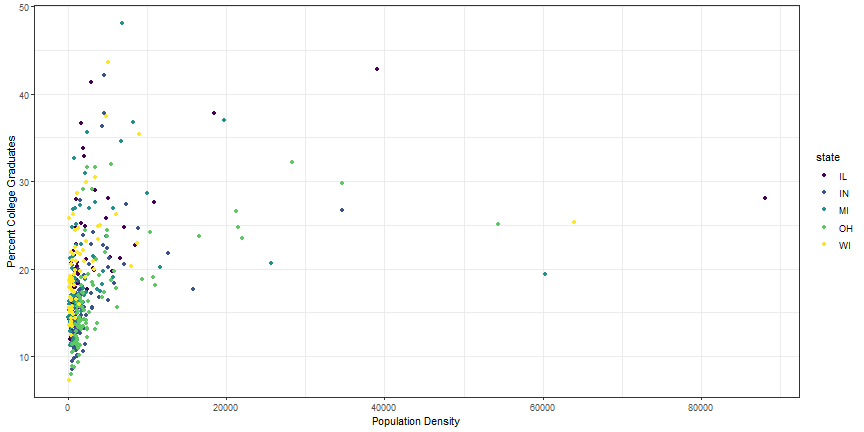 50
40
30
20
10
Percent College Graduates
0
20000
40000
60000
80000
Population Density
state
IL
IN
MI
OH
WI